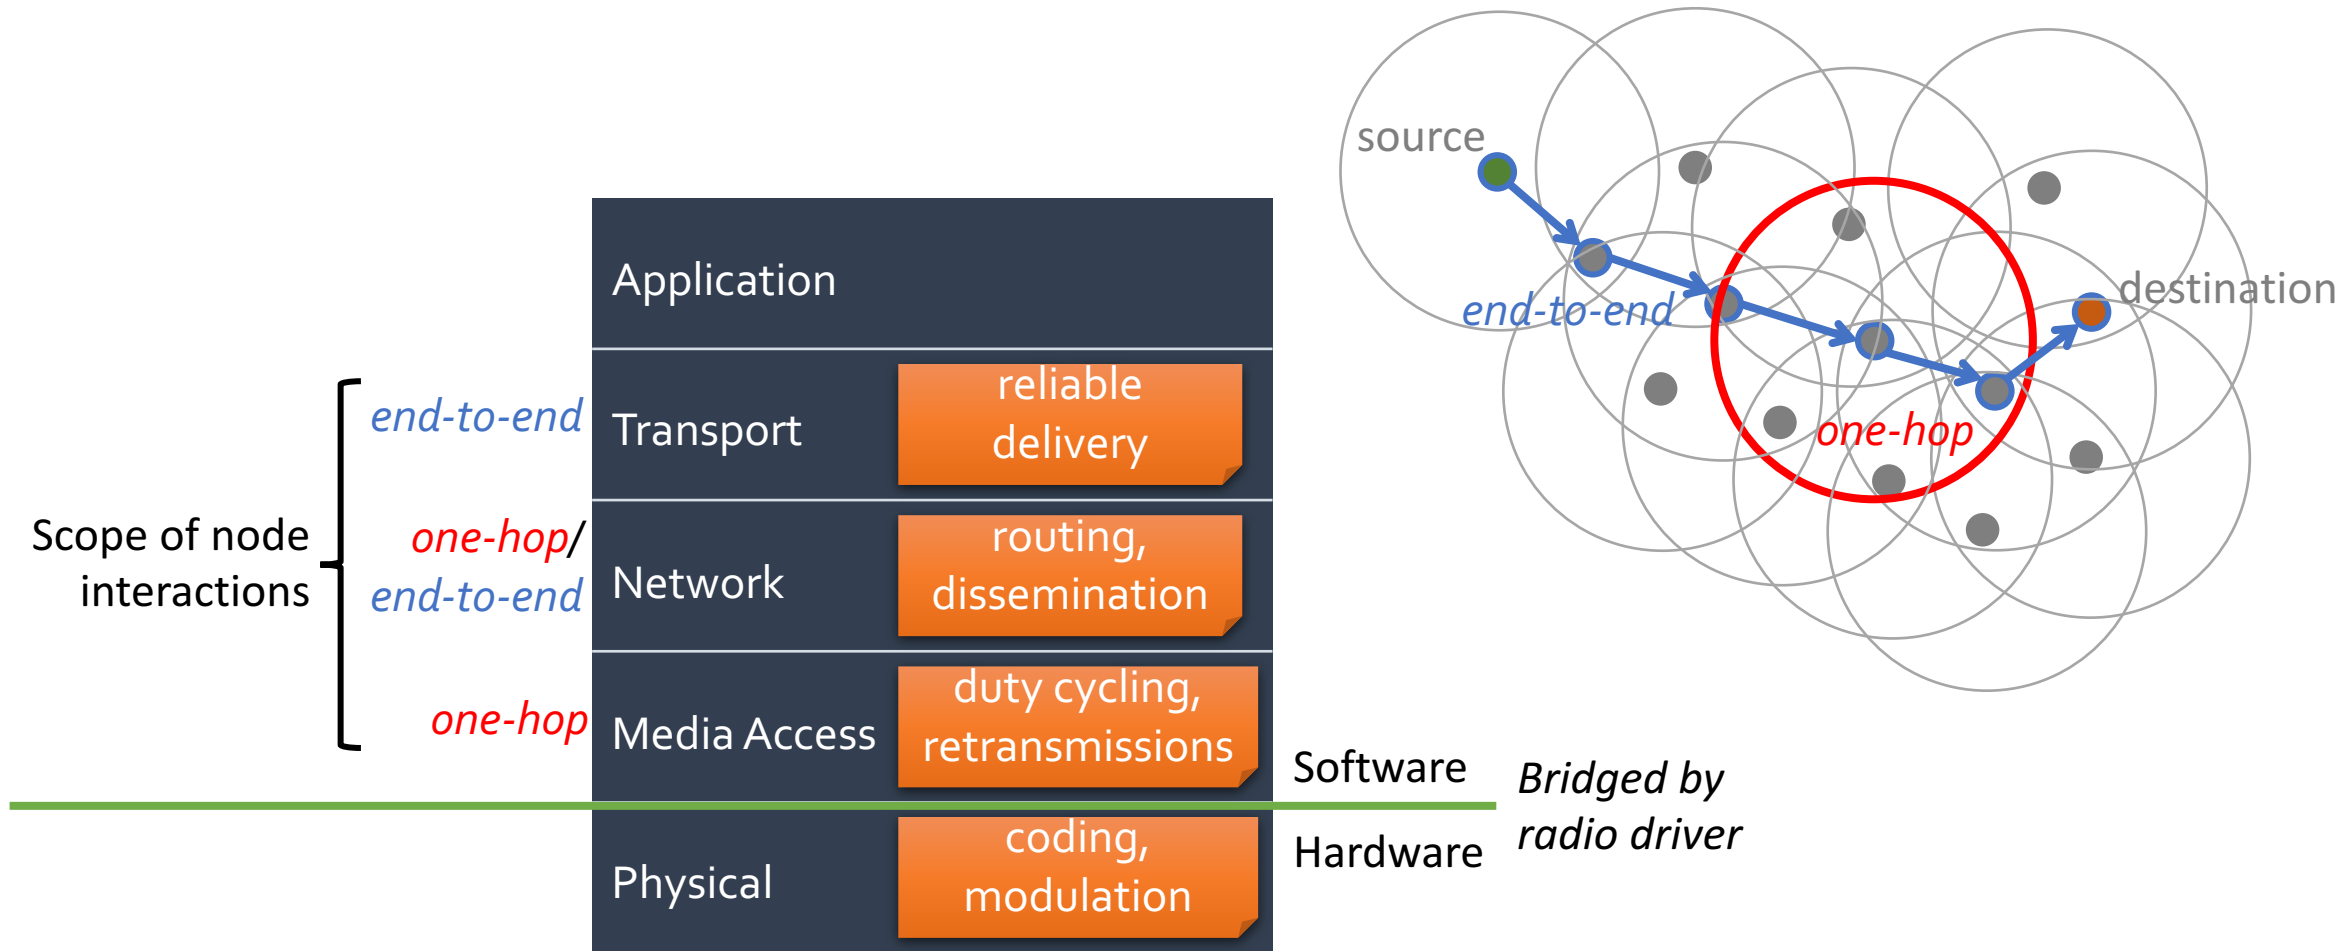 source
end-to-end
destination
one-hop
Application
Scope of node
interactions
end-to-end
Transport
reliable
delivery
one-hop/
end-to-end
Network
routing,
dissemination
one-hop
Media Access
duty cycling,
retransmissions
Software
Hardware
Bridged by
radio driver
Physical
coding,
modulation